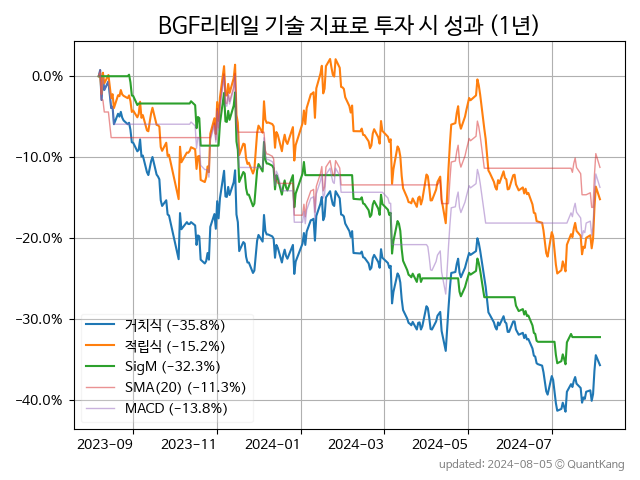 BGF리테일 기술 지표로 투자 시 성과 (1년)
0.0%
−10.0%
−20.0%
−30.0%
−40.0%
거치식 (−35.8%)
적립식 (−15.2%)
SigM (−32.3%)
SMA(20) (−11.3%)
MACD (−13.8%)
2023-09 2023-11 2024-01 2024-03 2024-05 2024-07
updated: 2024-08-05 © QuantKang